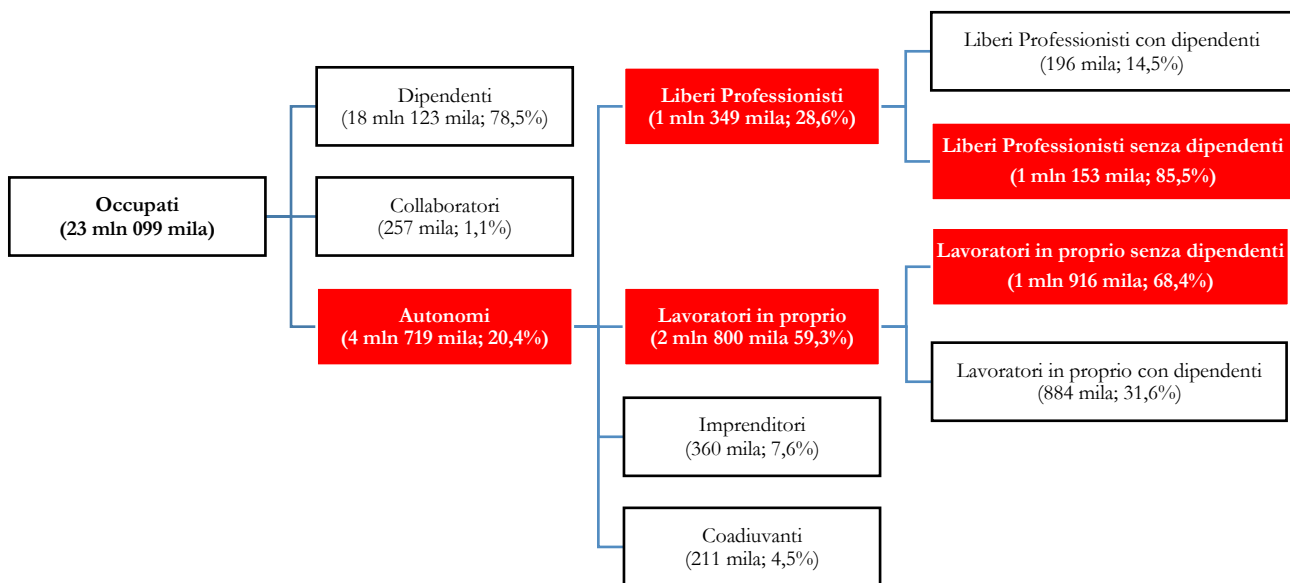 Occupati
(23 mln 099 mila)
Dipendenti
(18 mln 123 mila; 78,5%)
Collaboratori
(257 mila; 1,1%)
Autonomi
(4 mln 719 mila; 20,4%)
Liberi Professionisti
(1 mln 349 mila; 28,6%)
Lavoratori in proprio
(2 mln 800 mila 59,3%)
Imprenditori
(360 mila; 7,6%)
Coadiuvanti
(211 mila; 4,5%)
Liberi Professionisti con dipendenti
(196 mila; 14,5%)
Liberi Professionisti senza dipendenti
(1 mln 153 mila; 85,5%)
Lavoratori in proprio senza dipendenti
(1 mln 916 mila; 68,4%)
Lavoratori in proprio con dipendenti
(884 mila; 31,6%)